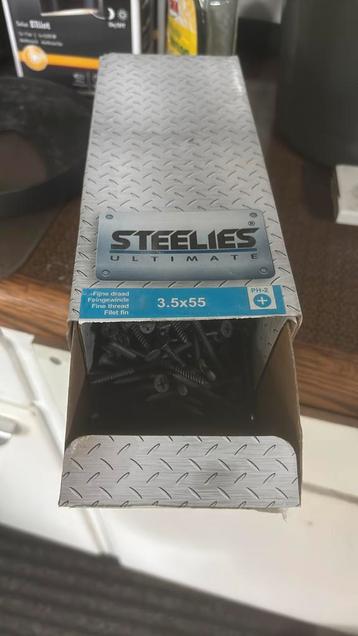 STEELIES®
ULTIMATE
Fijne draad
Feingewinde
Fine thread
Filet fin
3.5x55
PH-2